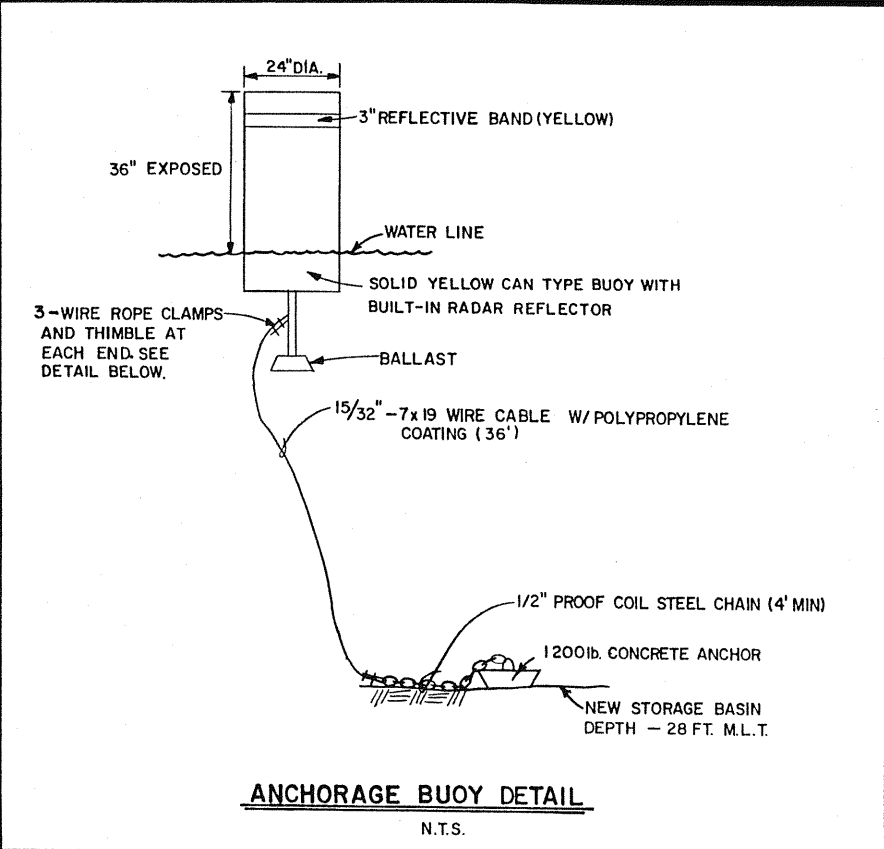 24" DIA.
3" REFLECTIVE BAND (YELLOW)
36" EXPOSED
WATER LINE
SOLID YELLOW CAN TYPE BUOY WITH
BUILT-IN RADAR REFLECTOR
3-WIRE ROPE CLAMPS
AND THIMBLE AT
EACH END. SEE
DETAIL BELOW.
BALLAST
15/32" - 7x19 WIRE CABLE W/ POLYPROPYLENE
COATING (36')
1/2" PROOF COIL STEEL CHAIN (4' MIN)
1200 lb. CONCRETE ANCHOR
NEW STORAGE BASIN
DEPTH - 28 FT. M.L.T.
ANCHORAGE BUOY DETAIL
N.T.S.